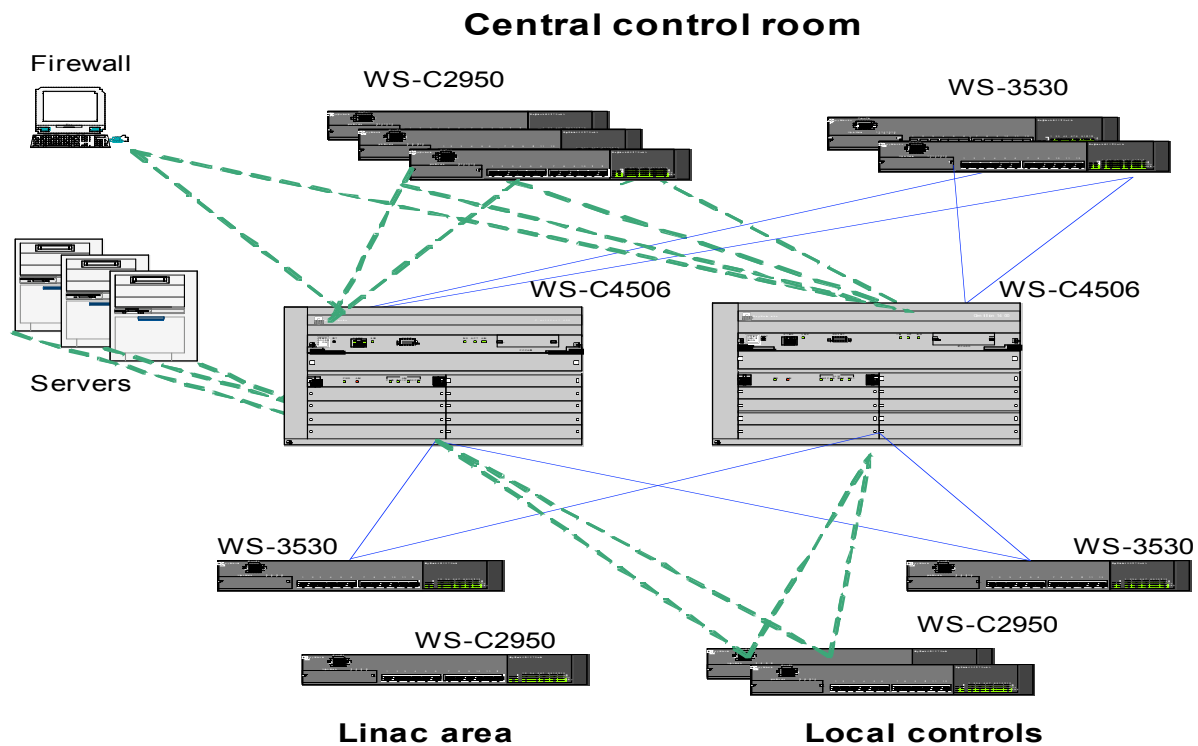 Central control room
Firewall
WS-C2950
WS-3530
WS-C4506
WS-C4506
Servers
WS-3530
WS-3530
WS-C2950
WS-C2950
Linac area
Local controls